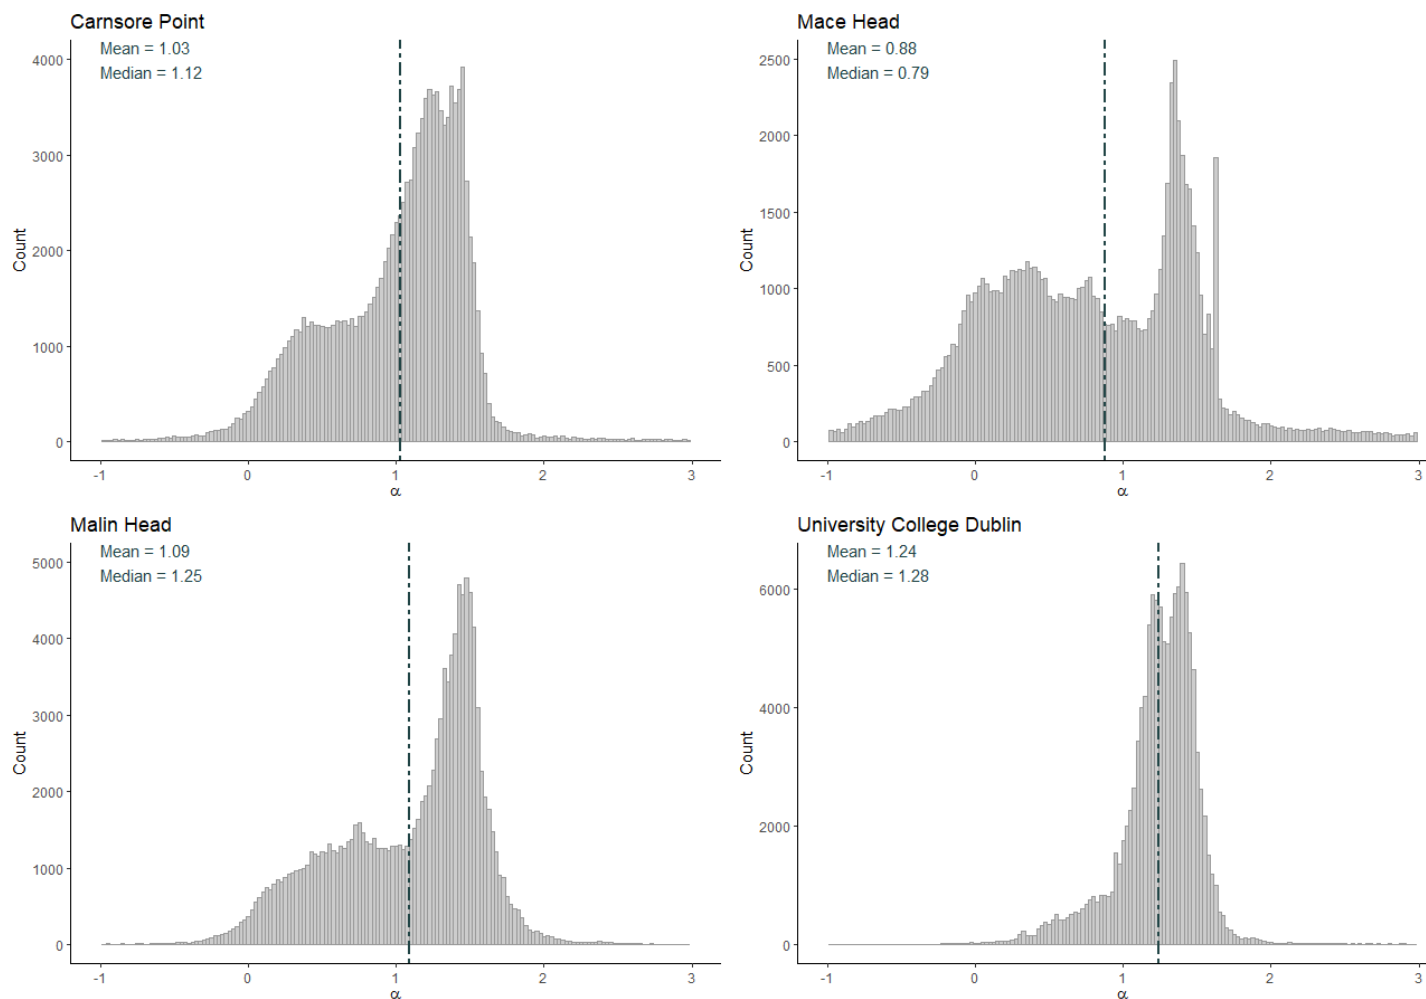 Carnsore Point
Mean = 1.03
Median = 1.12
4000
3000
2000
1000
0
Count
-1 0 1 2 3
α
Mace Head
Mean = 0.88
Median = 0.79
2500
2000
1500
1000
500
0
Count
-1 0 1 2 3
α
Malin Head
Mean = 1.09
Median = 1.25
5000
4000
3000
2000
1000
0
Count
-1 0 1 2 3
α
University College Dublin
Mean = 1.24
Median = 1.28
6000
4000
2000
0
Count
-1 0 1 2 3
α